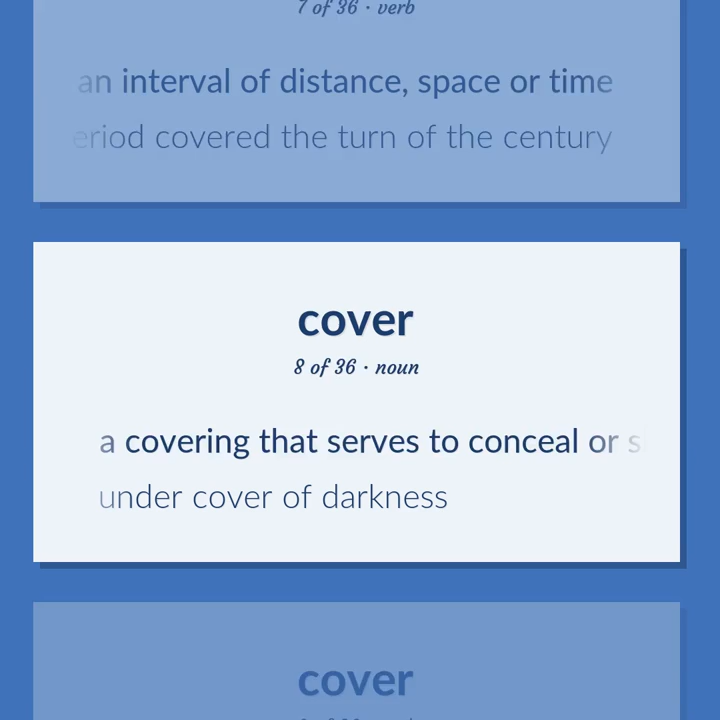 7 of 36 · verb
an interval of distance, space or time
eriod covered the turn of the century
cover
8 of 36 · noun
a covering that serves to conceal or s
under cover of darkness
cover